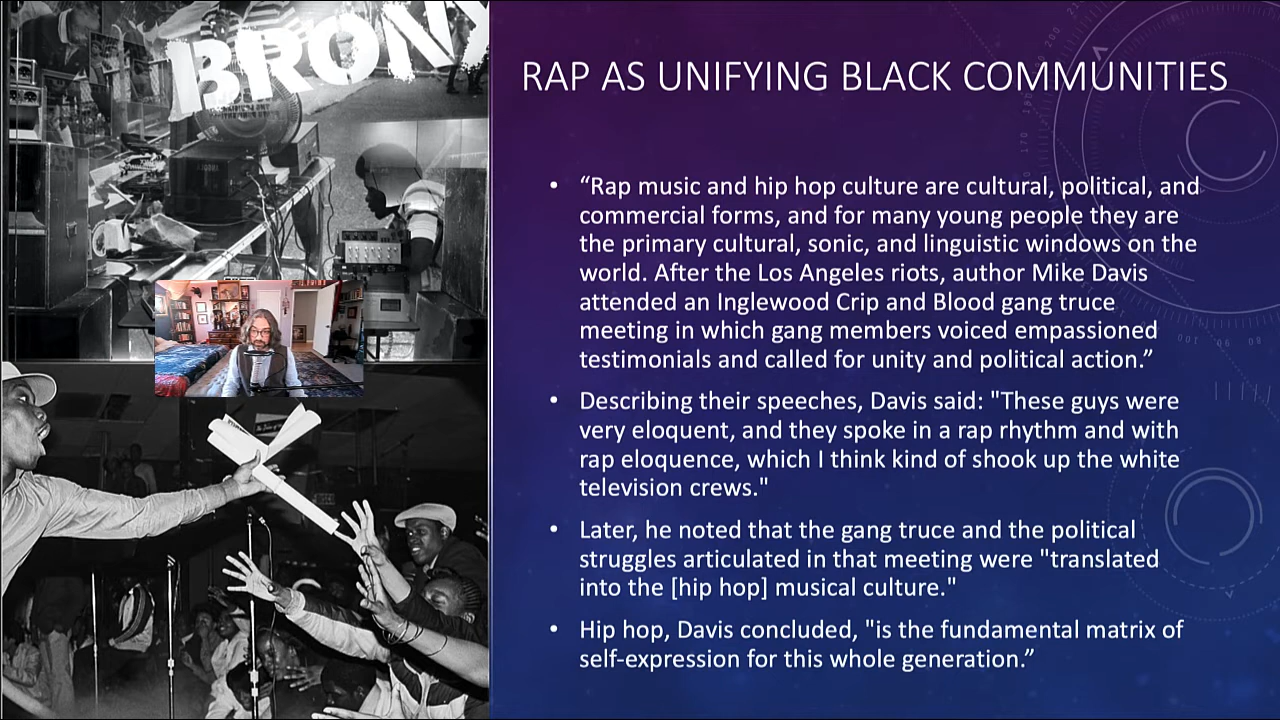 BRON
RAP AS UNIFYING BLACK COMMUNITIES
• “Rap music and hip hop culture are cultural, political, and
commercial forms, and for many young people they are
the primary cultural, sonic, and linguistic windows on the
world. After the Los Angeles riots, author Mike Davis
attended an Inglewood Crip and Blood gang truce
meeting in which gang members voiced empassioned
testimonials and called for unity and political action.”
• Describing their speeches, Davis said: "These guys were
very eloquent, and they spoke in a rap rhythm and with
rap eloquence, which I think kind of shook up the white
television crews."
• Later, he noted that the gang truce and the political
struggles articulated in that meeting were "translated
into the [hip hop] musical culture."
• Hip hop, Davis concluded, "is the fundamental matrix of
self-expression for this whole generation.”